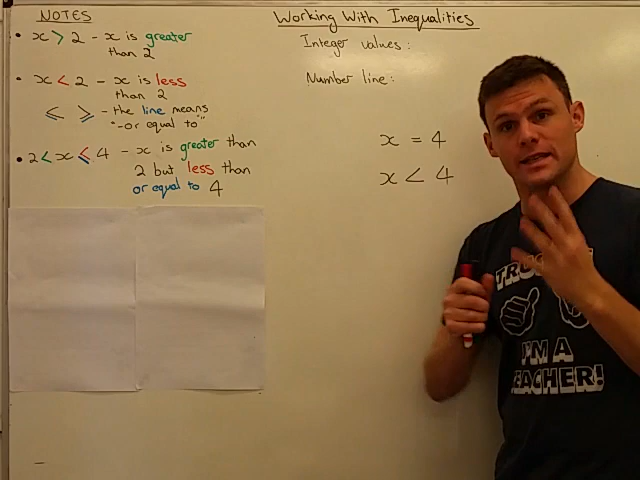 NOTES
• x > 2 - x is greater
than 2
• x < 2 - x is less
than 2
≤ ≥ - the line means
"-or equal to"
• 2 < x ≤ 4 - x is greater than
2 but less than
or equal to 4
Working With Inequalities
Integer values:
Number line:
x = 4
x < 4
I'M A
TEACHER!